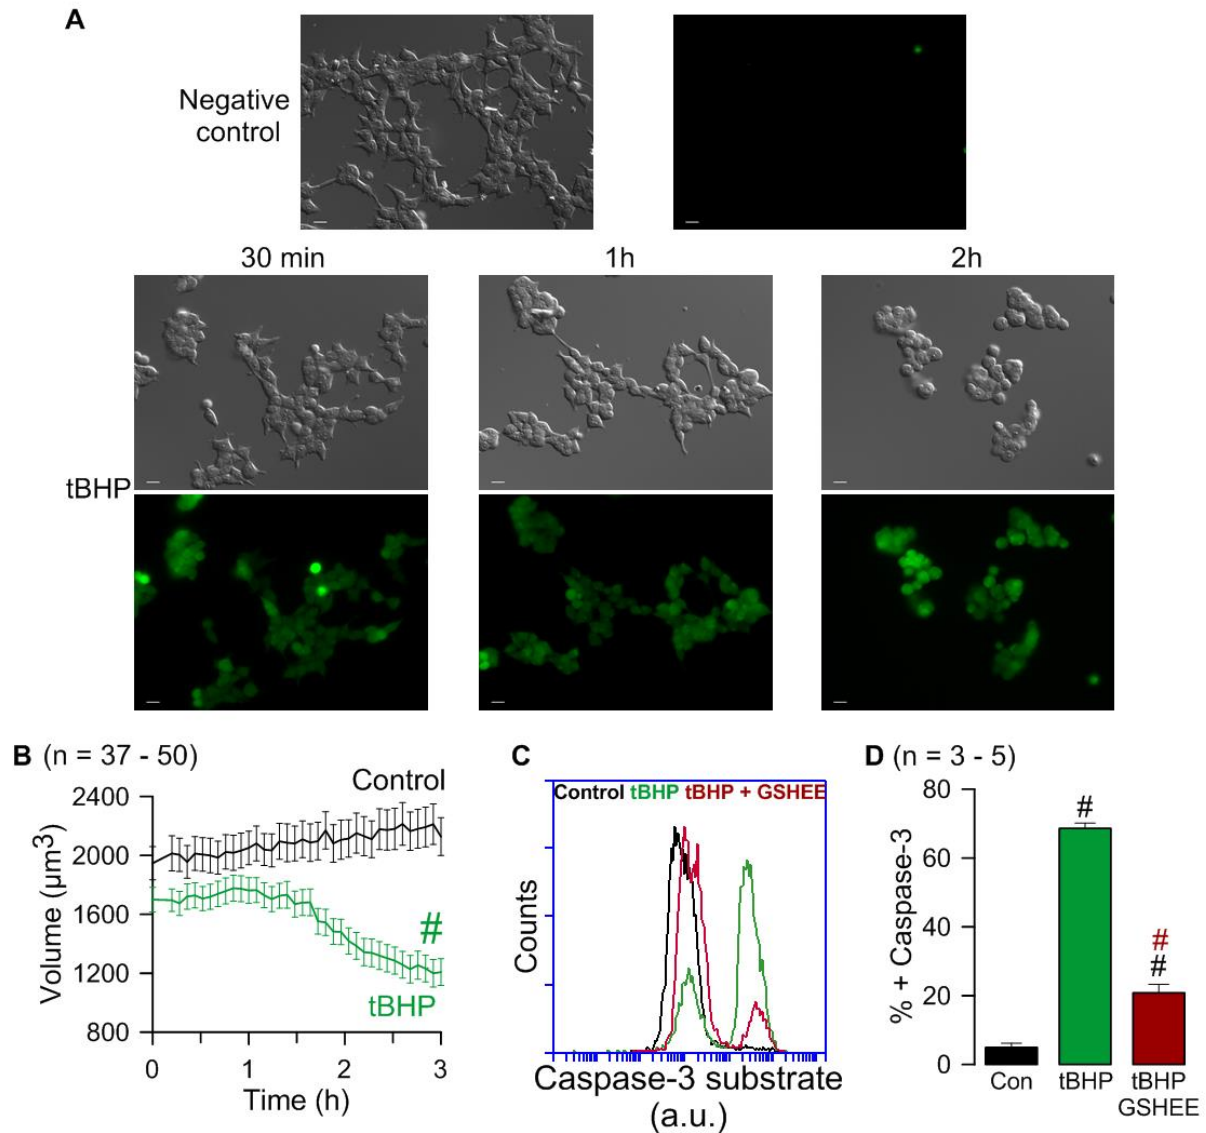 A
Negative
control
30 min
1h
2h
tBHP
B (n = 37 - 50)
Control
2400
2000
1600
1200
800
Volume (µm3)
#
tBHP
0
1
2
3
Time (h)
C
Control tBHP tBHP + GSHEE
Counts
Caspase-3 substrate
(a.u.)
D (n = 3 - 5)
% + Caspase-3
80
60
40
20
0
#
#
#
Con
tBHP
tBHP
GSHEE